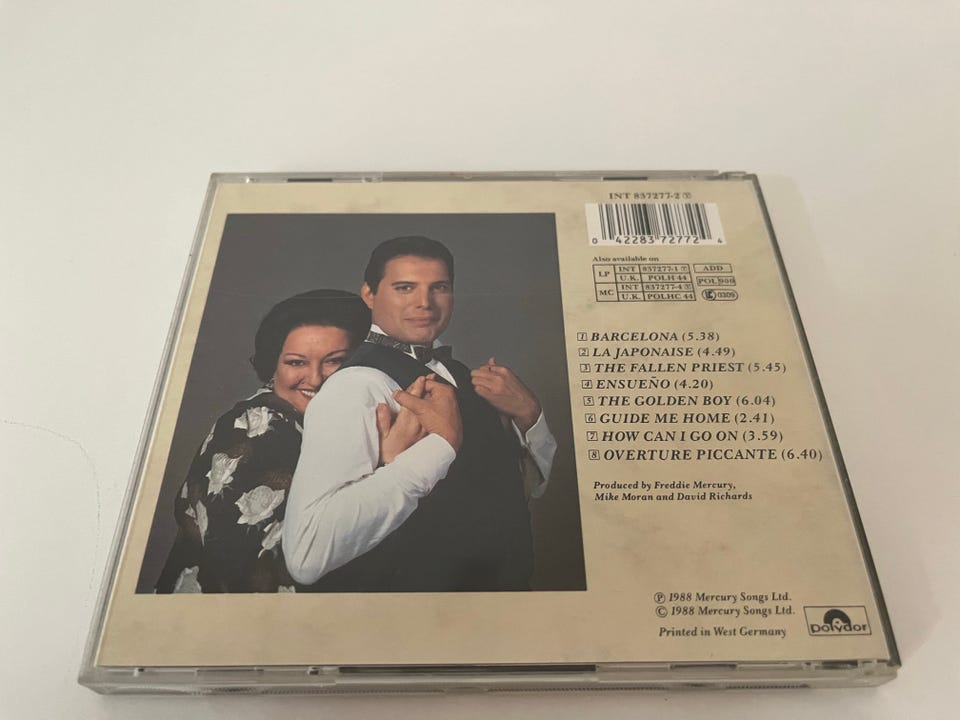 INT 837277-2
0 42283 72772 4
Also available on
LP INT 837277-1 ADD
U.K. POLH 44 POL 900
MC INT 837277-4
U.K. POLHC 44 0309
1 BARCELONA (5.38)
2 LA JAPONAISE (4.49)
3 THE FALLEN PRIEST (5.45)
4 ENSUEÑO (4.20)
5 THE GOLDEN BOY (6.04)
6 GUIDE ME HOME (2.41)
7 HOW CAN I GO ON (3.59)
8 OVERTURE PICCANTE (6.40)
Produced by Freddie Mercury,
Mike Moran and David Richards
Ⓟ 1988 Mercury Songs Ltd.
© 1988 Mercury Songs Ltd.
Printed in West Germany
polydor